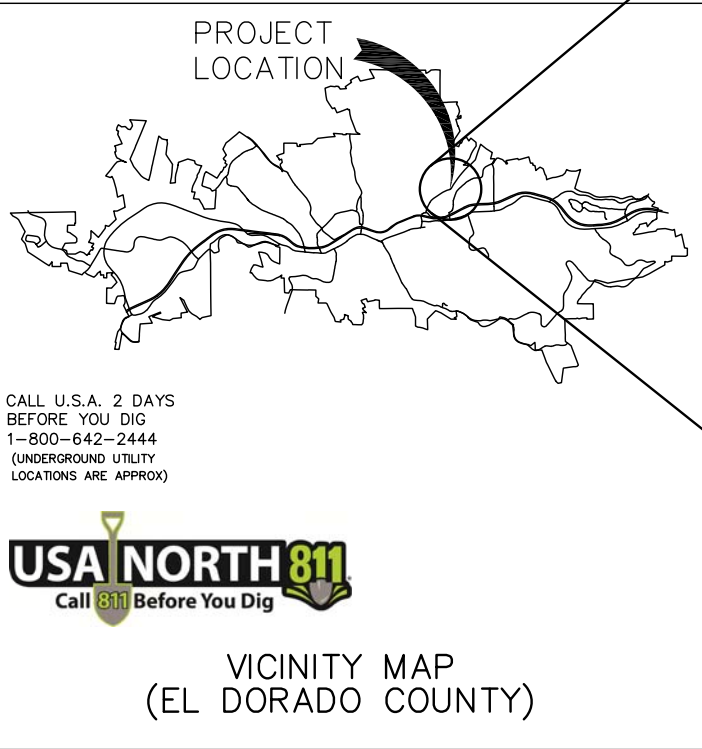 PROJECT
LOCATION
CALL U.S.A. 2 DAYS
BEFORE YOU DIG
1-800-642-2444
(UNDERGROUND UTILITY
LOCATIONS ARE APPROX)
USA NORTH 811
Call 811 Before You Dig
VICINITY MAP
(EL DORADO COUNTY)